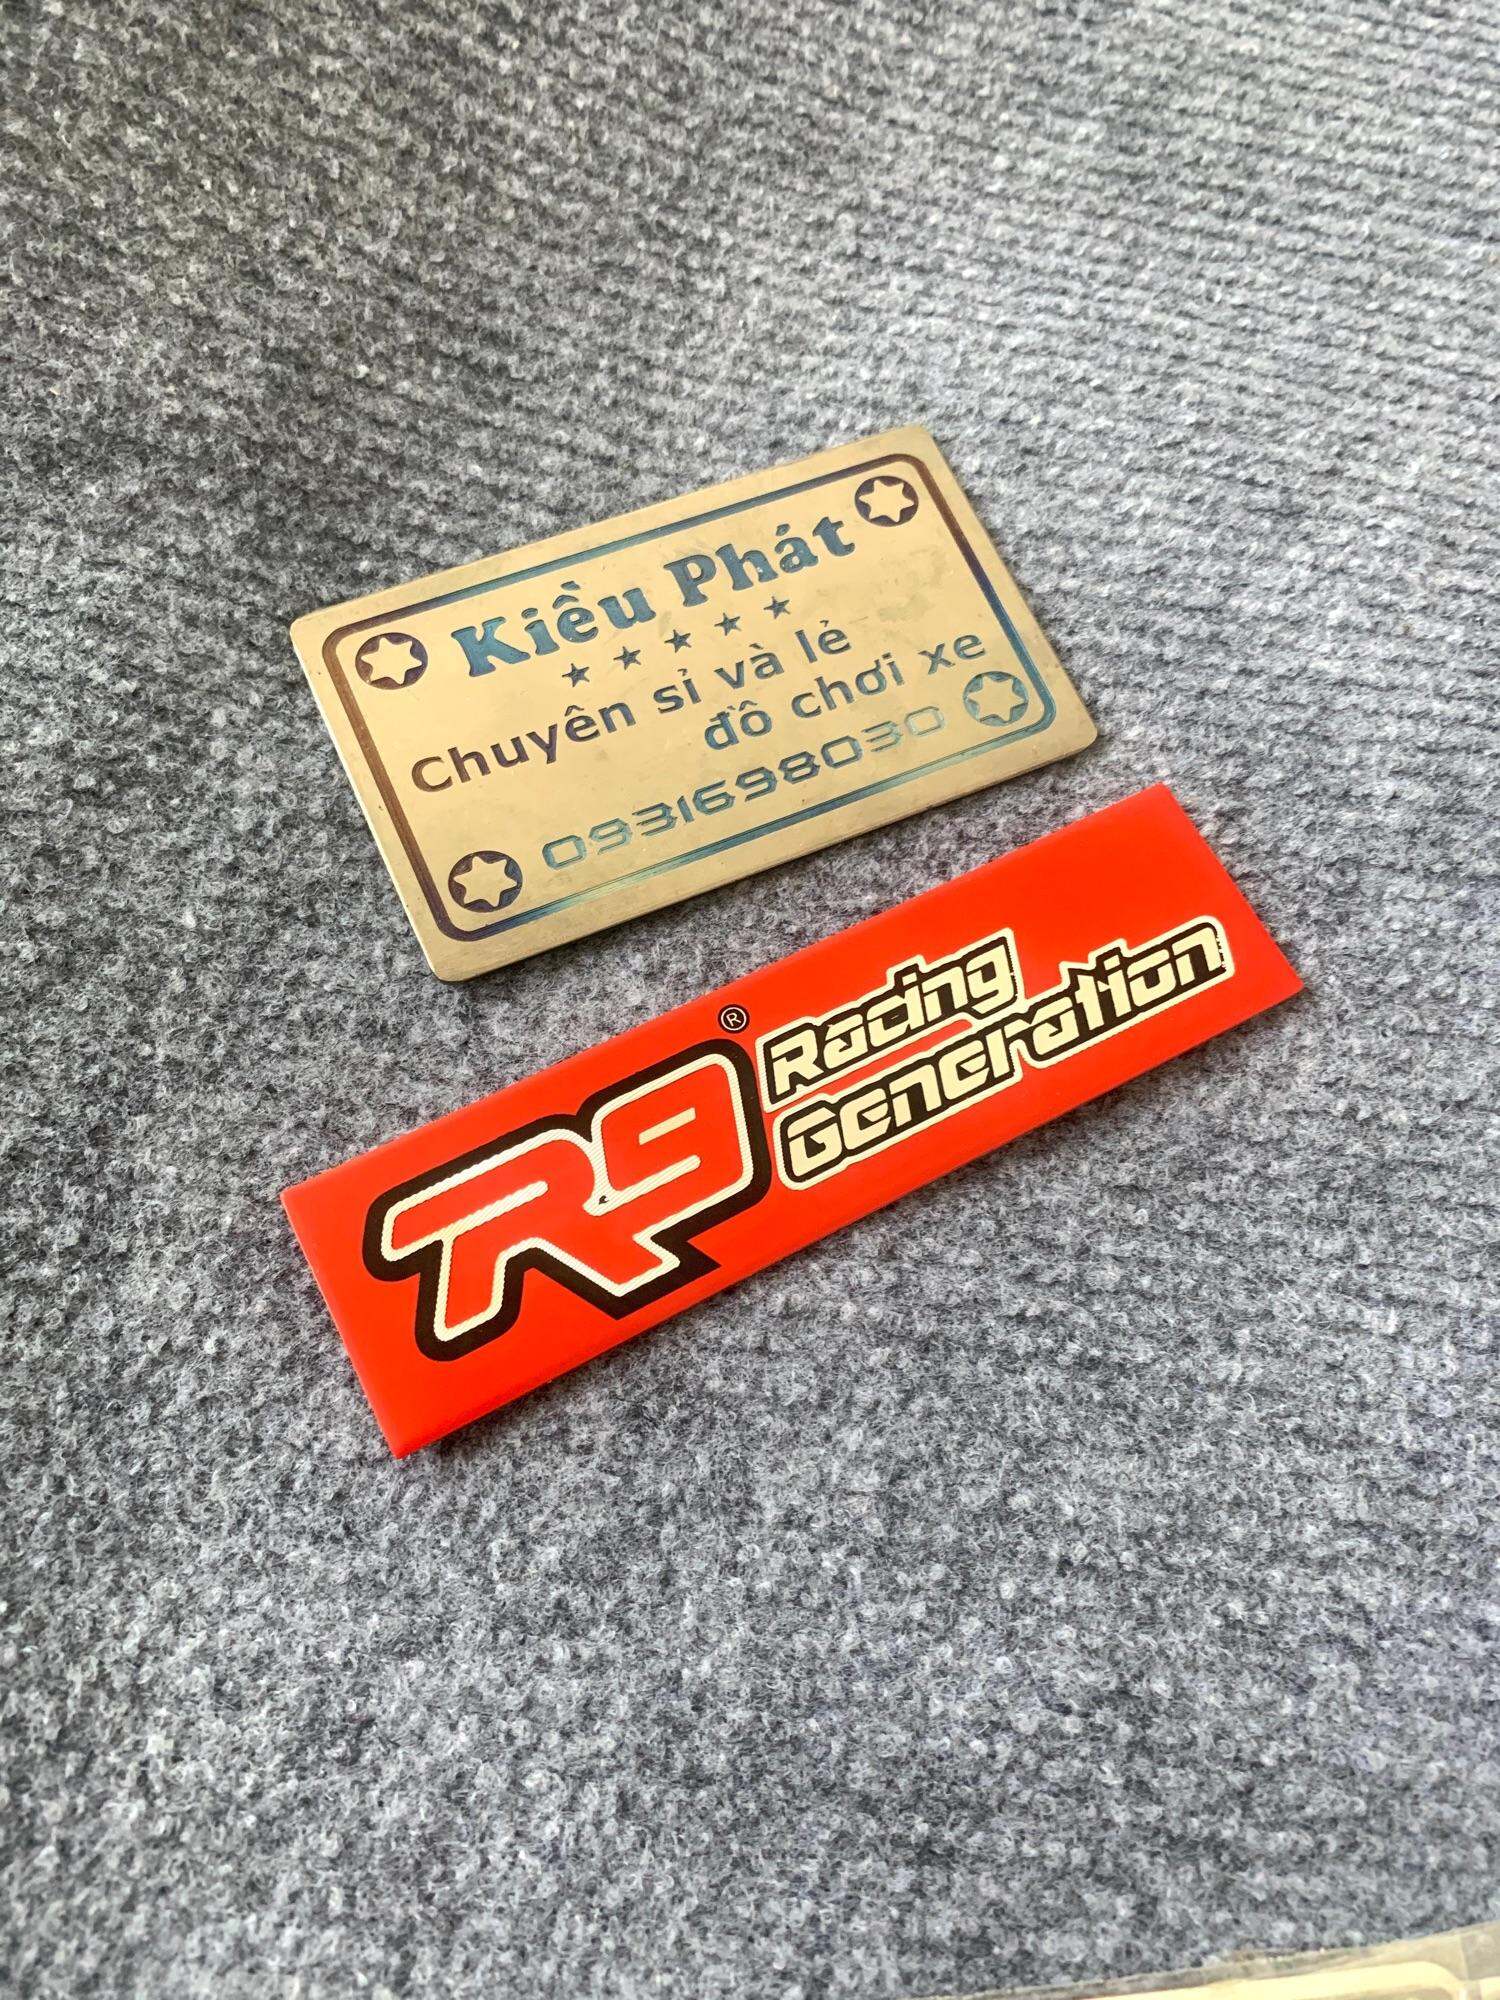 Kiều Phát
Chuyên sỉ và lẻ
đồ chơi xe
0931698030
R9 ®
Racing
Generation